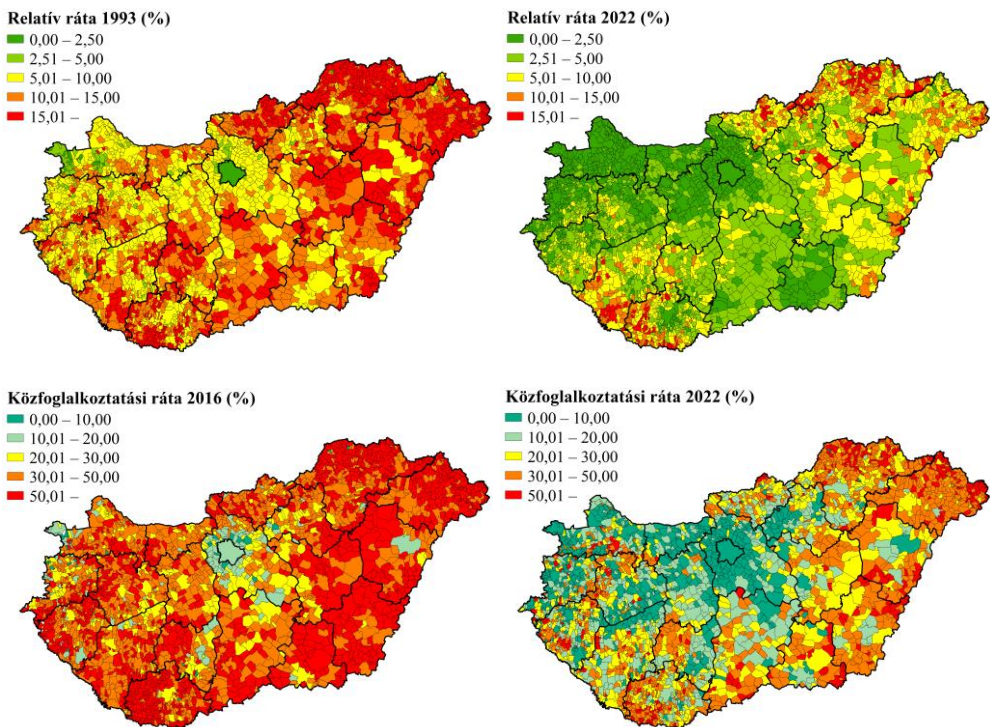 Relatív ráta 1993 (%)
0,00 – 2,50
2,51 – 5,00
5,01 – 10,00
10,01 – 15,00
15,01 –
Relatív ráta 2022 (%)
0,00 – 2,50
2,51 – 5,00
5,01 – 10,00
10,01 – 15,00
15,01 –
Közfoglalkoztatási ráta 2016 (%)
0,00 – 10,00
10,01 – 20,00
20,01 – 30,00
30,01 – 50,00
50,01 –
Közfoglalkoztatási ráta 2022 (%)
0,00 – 10,00
10,01 – 20,00
20,01 – 30,00
30,01 – 50,00
50,01 –